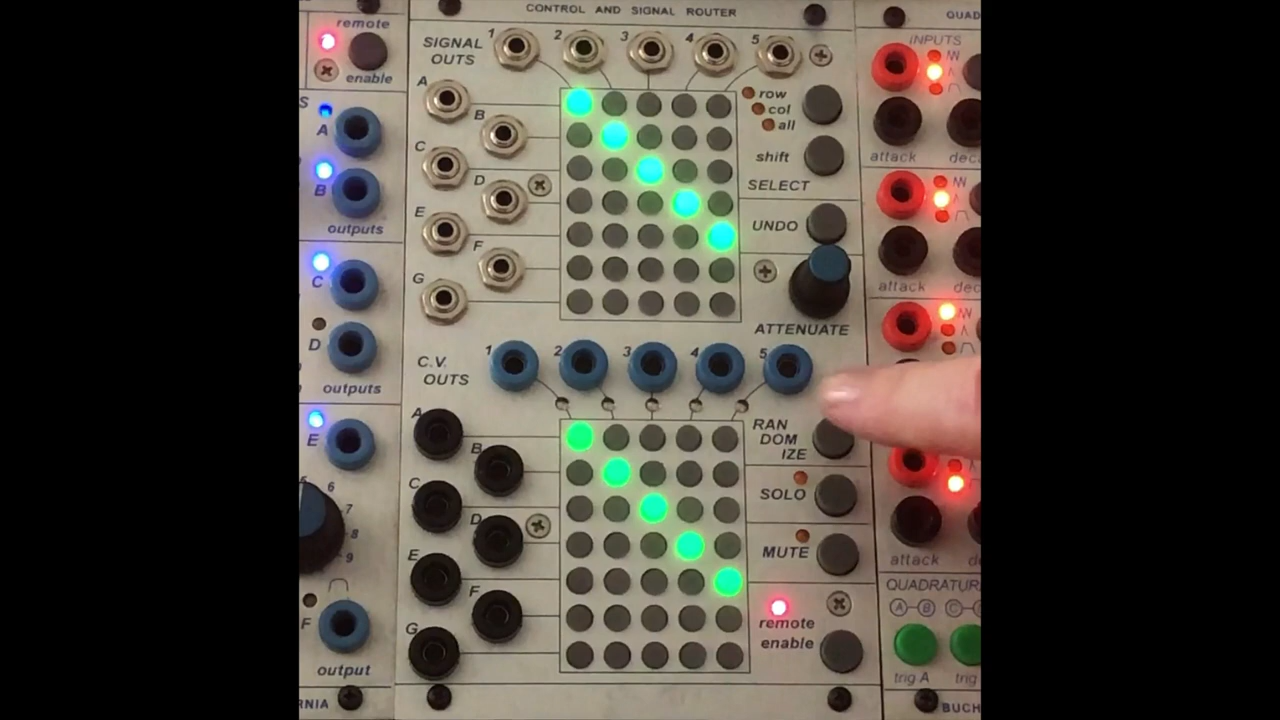 CONTROL AND SIGNAL ROUTER
SIGNAL
OUTS
1 2 3 4 5
A
B
C
D
E
F
G
row
col
all
shift
SELECT
UNDO
ATTENUATE
C.V.
OUTS
1 2 3 4 5
A
B
C
D
E
F
G
RAN
DOM
IZE
SOLO
MUTE
remote
enable
remote
enable
S
A
B
outputs
C
D
outputs
E
5 6
7
8
9
F
output
RNIA
QUAD
INPUTS
attack deca
attack dec
attack
QUADRATUR
A B C
trig A trig
BUCH